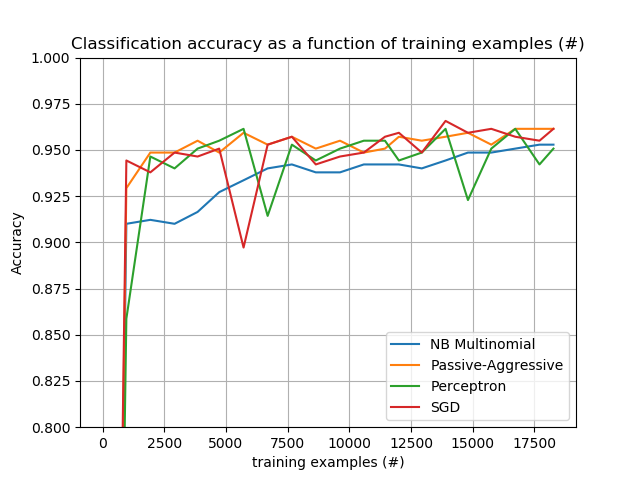 Classification accuracy as a function of training examples (#)
1.000
0.975
0.950
0.925
0.900
0.875
0.850
0.825
0.800
Accuracy
NB Multinomial
Passive-Aggressive
Perceptron
SGD
0 2500 5000 7500 10000 12500 15000 17500
training examples (#)